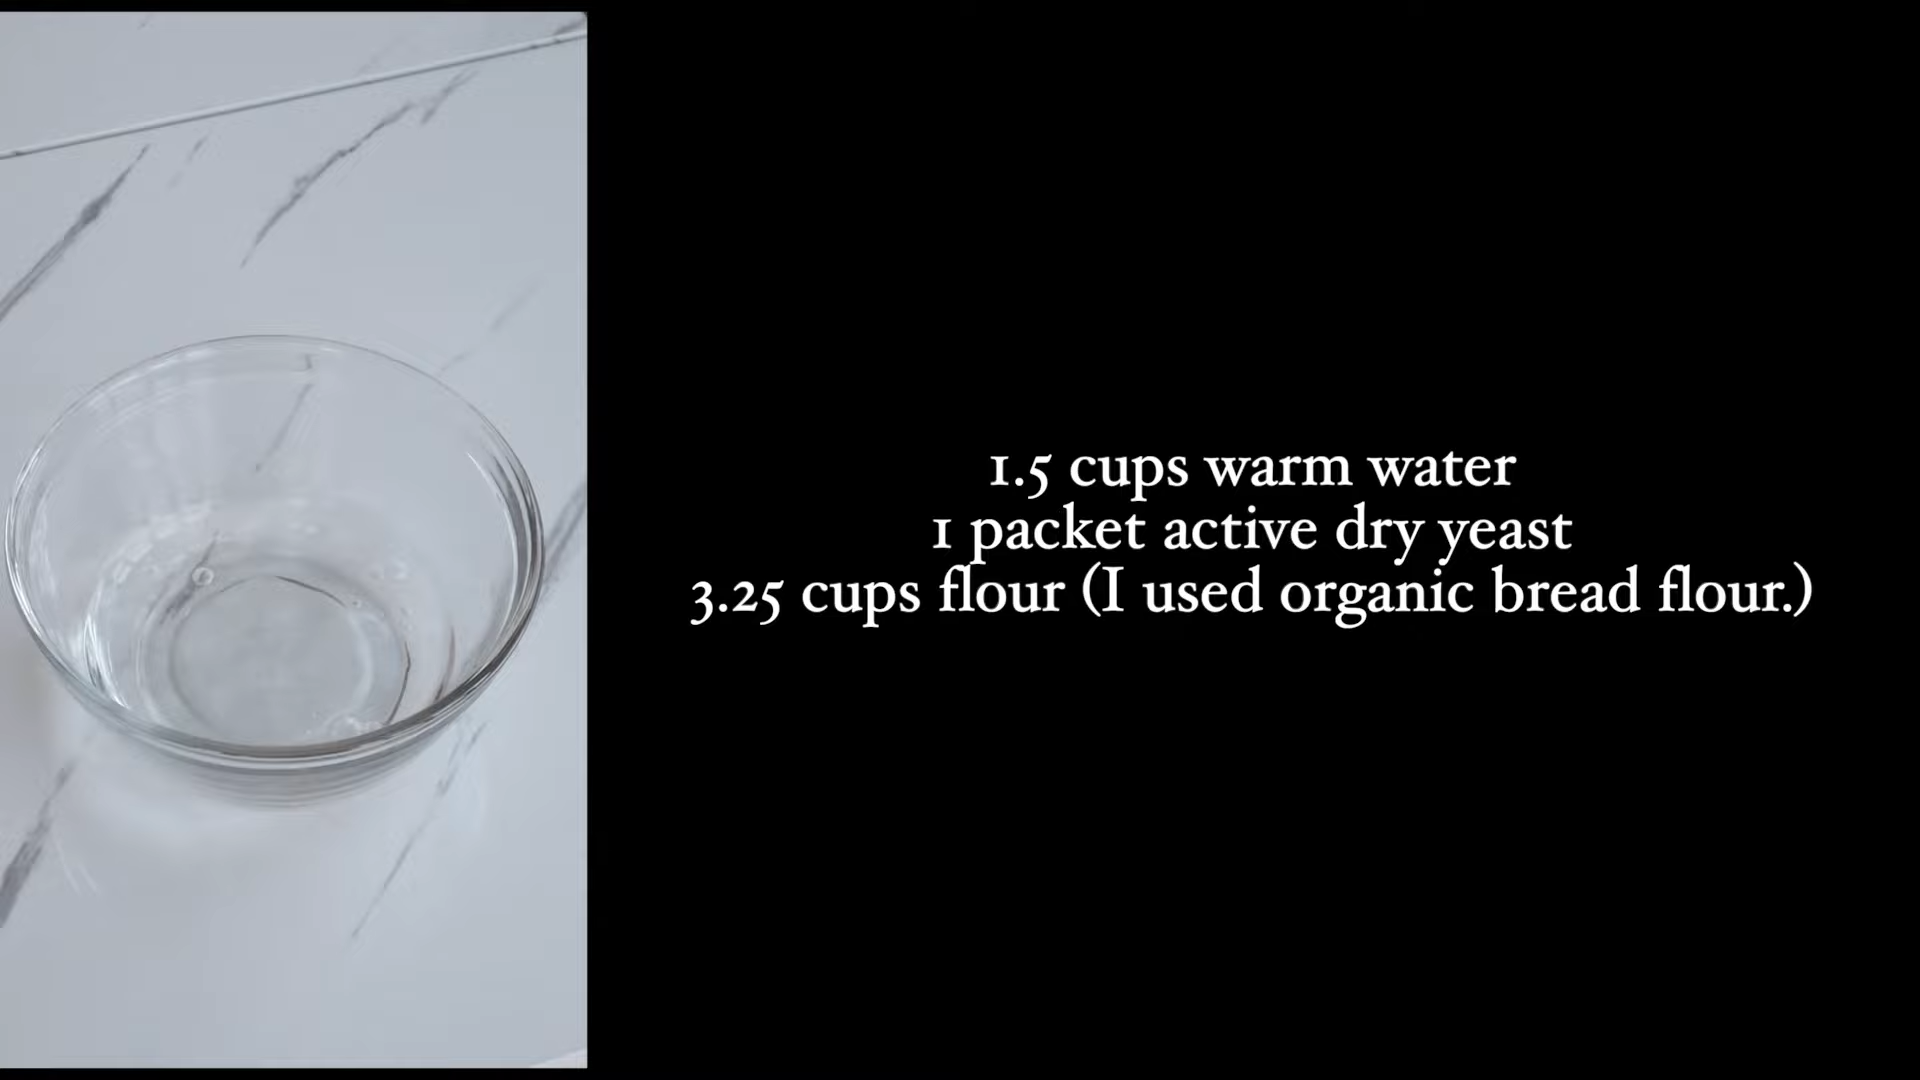 1.5 cups warm water
1 packet active dry yeast
3.25 cups flour (I used organic bread flour.)